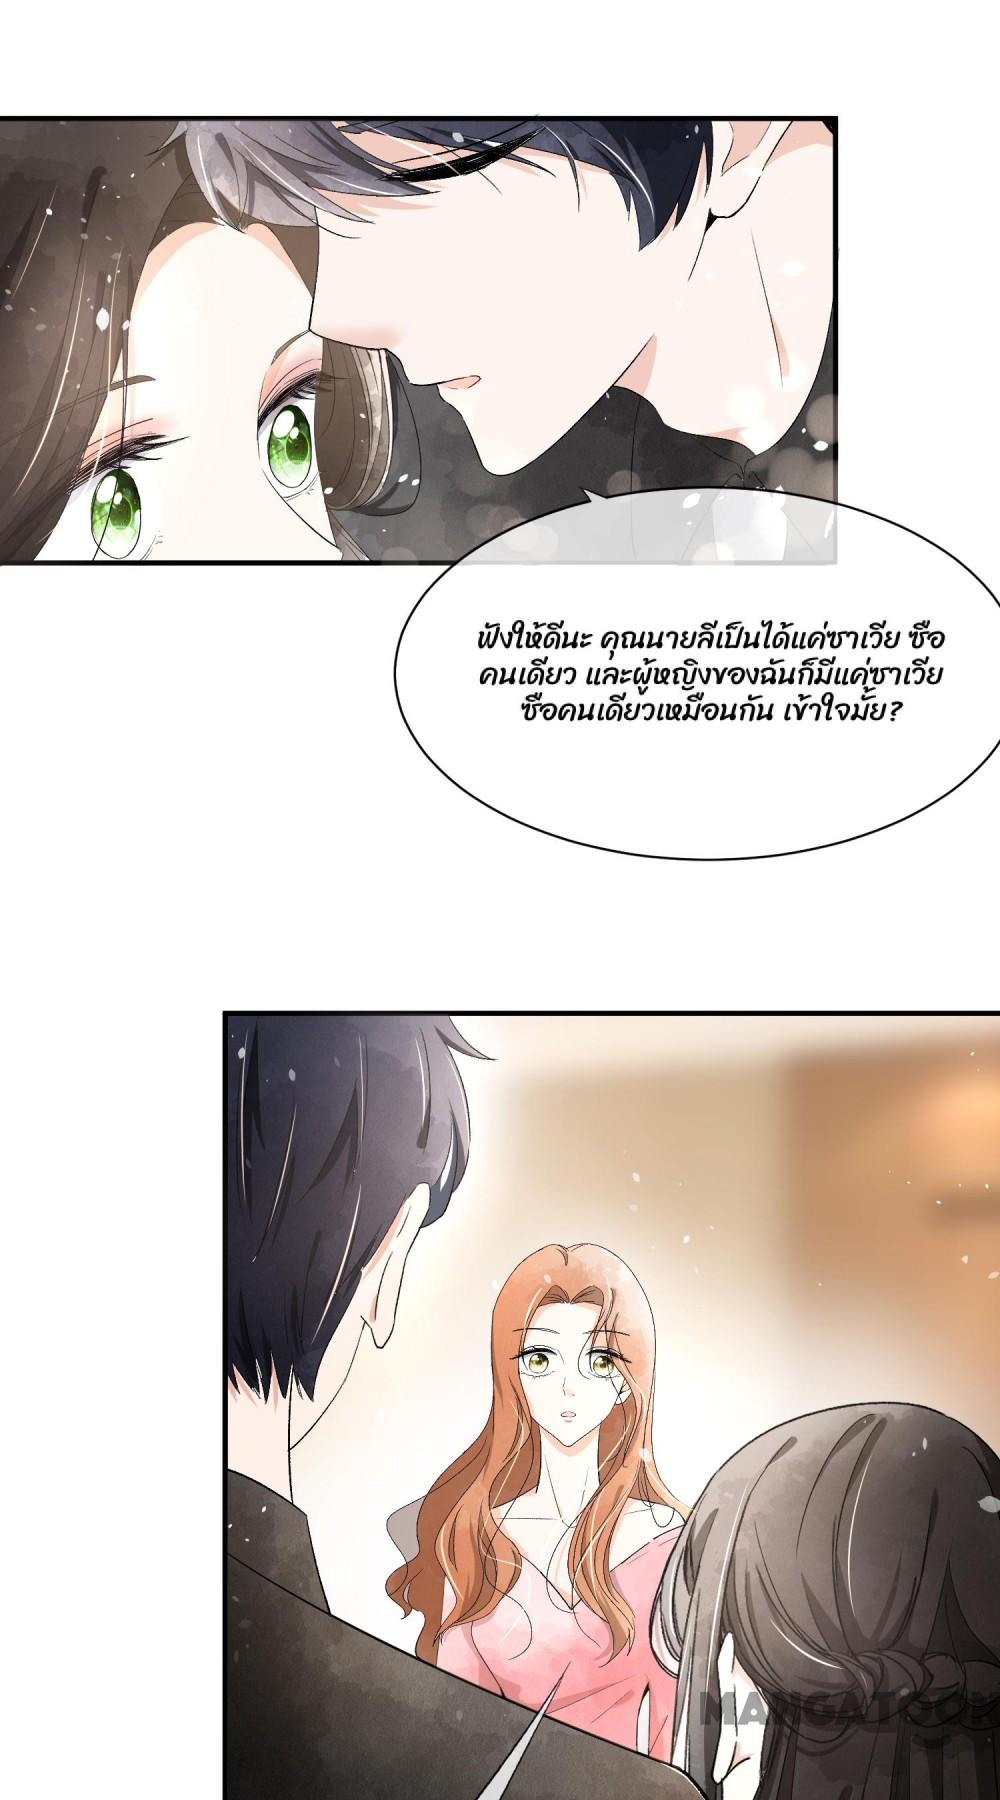 ฟังให้ดีนะ คุณนายลีเป็นได้แค่ซาเวีย ซือ
คนเดียว และผู้หญิงของฉันก็มีแค่ซาเวีย
ซือคนเดียวเหมือนกัน เข้าใจมั้ย?
MANGATOON